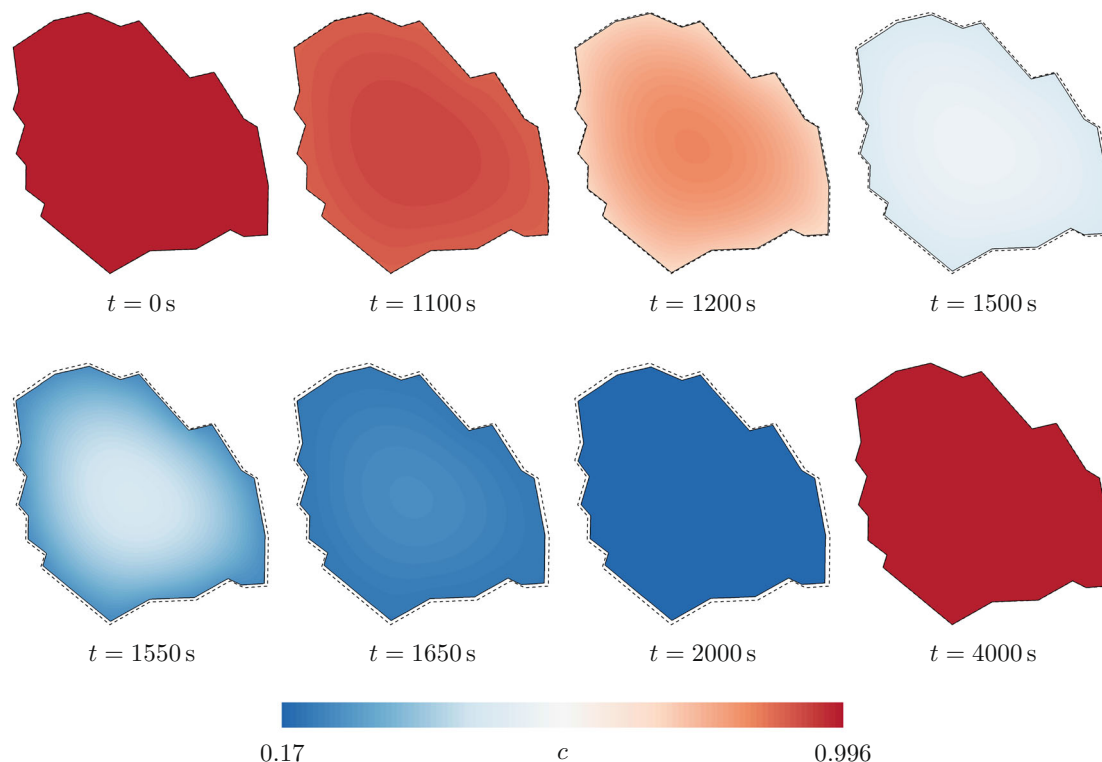 t = 0 s t = 1100 s t = 1200 s t = 1500 s
t = 1550 s t = 1650 s t = 2000 s t = 4000 s
0.17 c 0.996